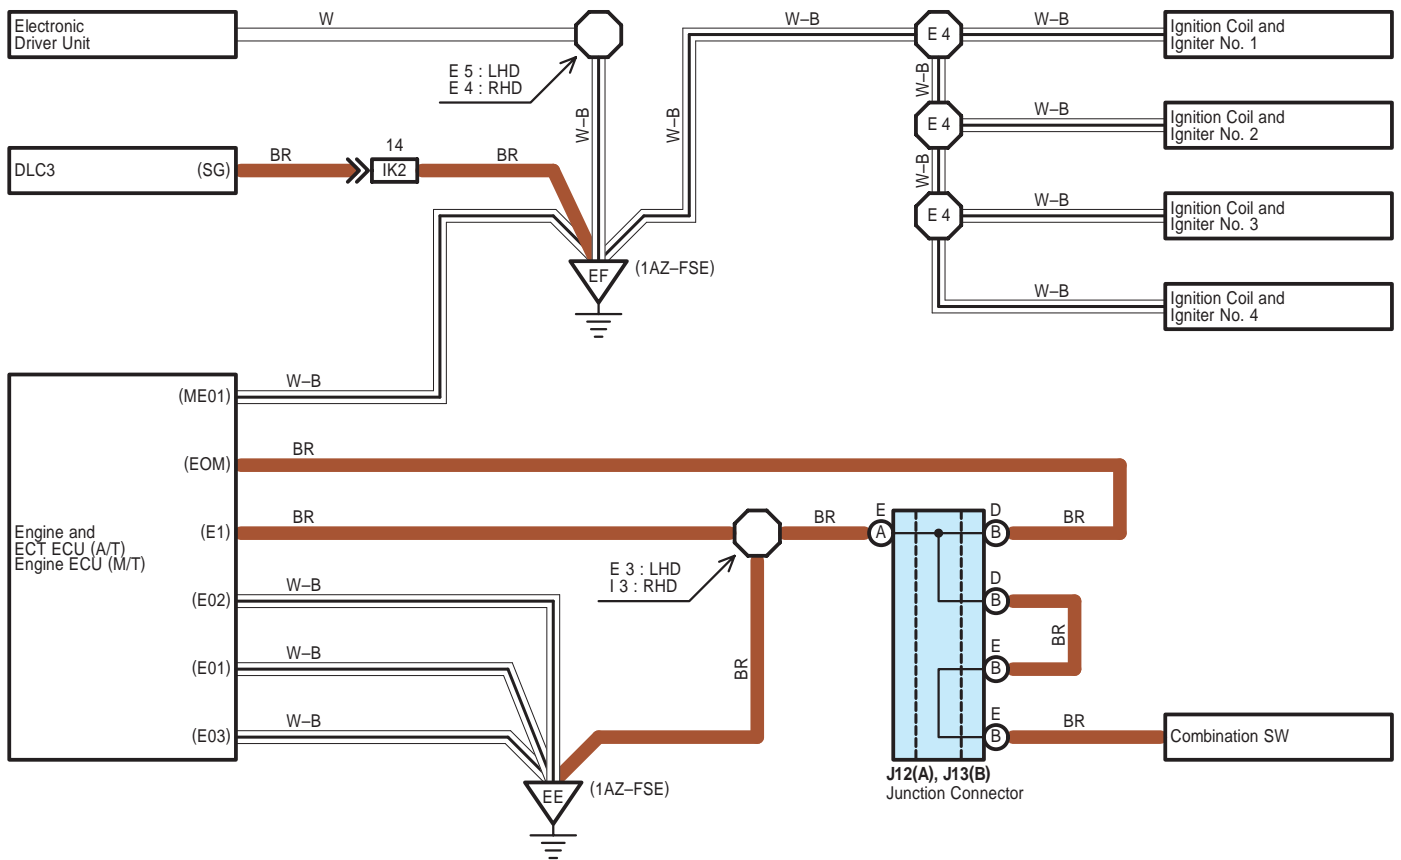 Electronic
Driver Unit
W
E 5 : LHD
E 4 : RHD
W–B
W–B
W–B
E 4
W–B
Ignition Coil and
Igniter No. 1
W–B
E 4
W–B
Ignition Coil and
Igniter No. 2
W–B
E 4
W–B
Ignition Coil and
Igniter No. 3
W–B
Ignition Coil and
Igniter No. 4
DLC3
(SG)
BR
14
IK2
BR
EF
(1AZ–FSE)
Engine and
ECT ECU (A/T)
Engine ECU (M/T)
(ME01)
W–B
(EOM)
BR
(E1)
BR
(E02)
W–B
(E01)
W–B
(E03)
W–B
E 3 : LHD
I 3 : RHD
BR
BR
E
A
D
B
BR
D
B
BR
E
B
E
B
BR
Combination SW
J12(A), J13(B)
Junction Connector
EE
(1AZ–FSE)